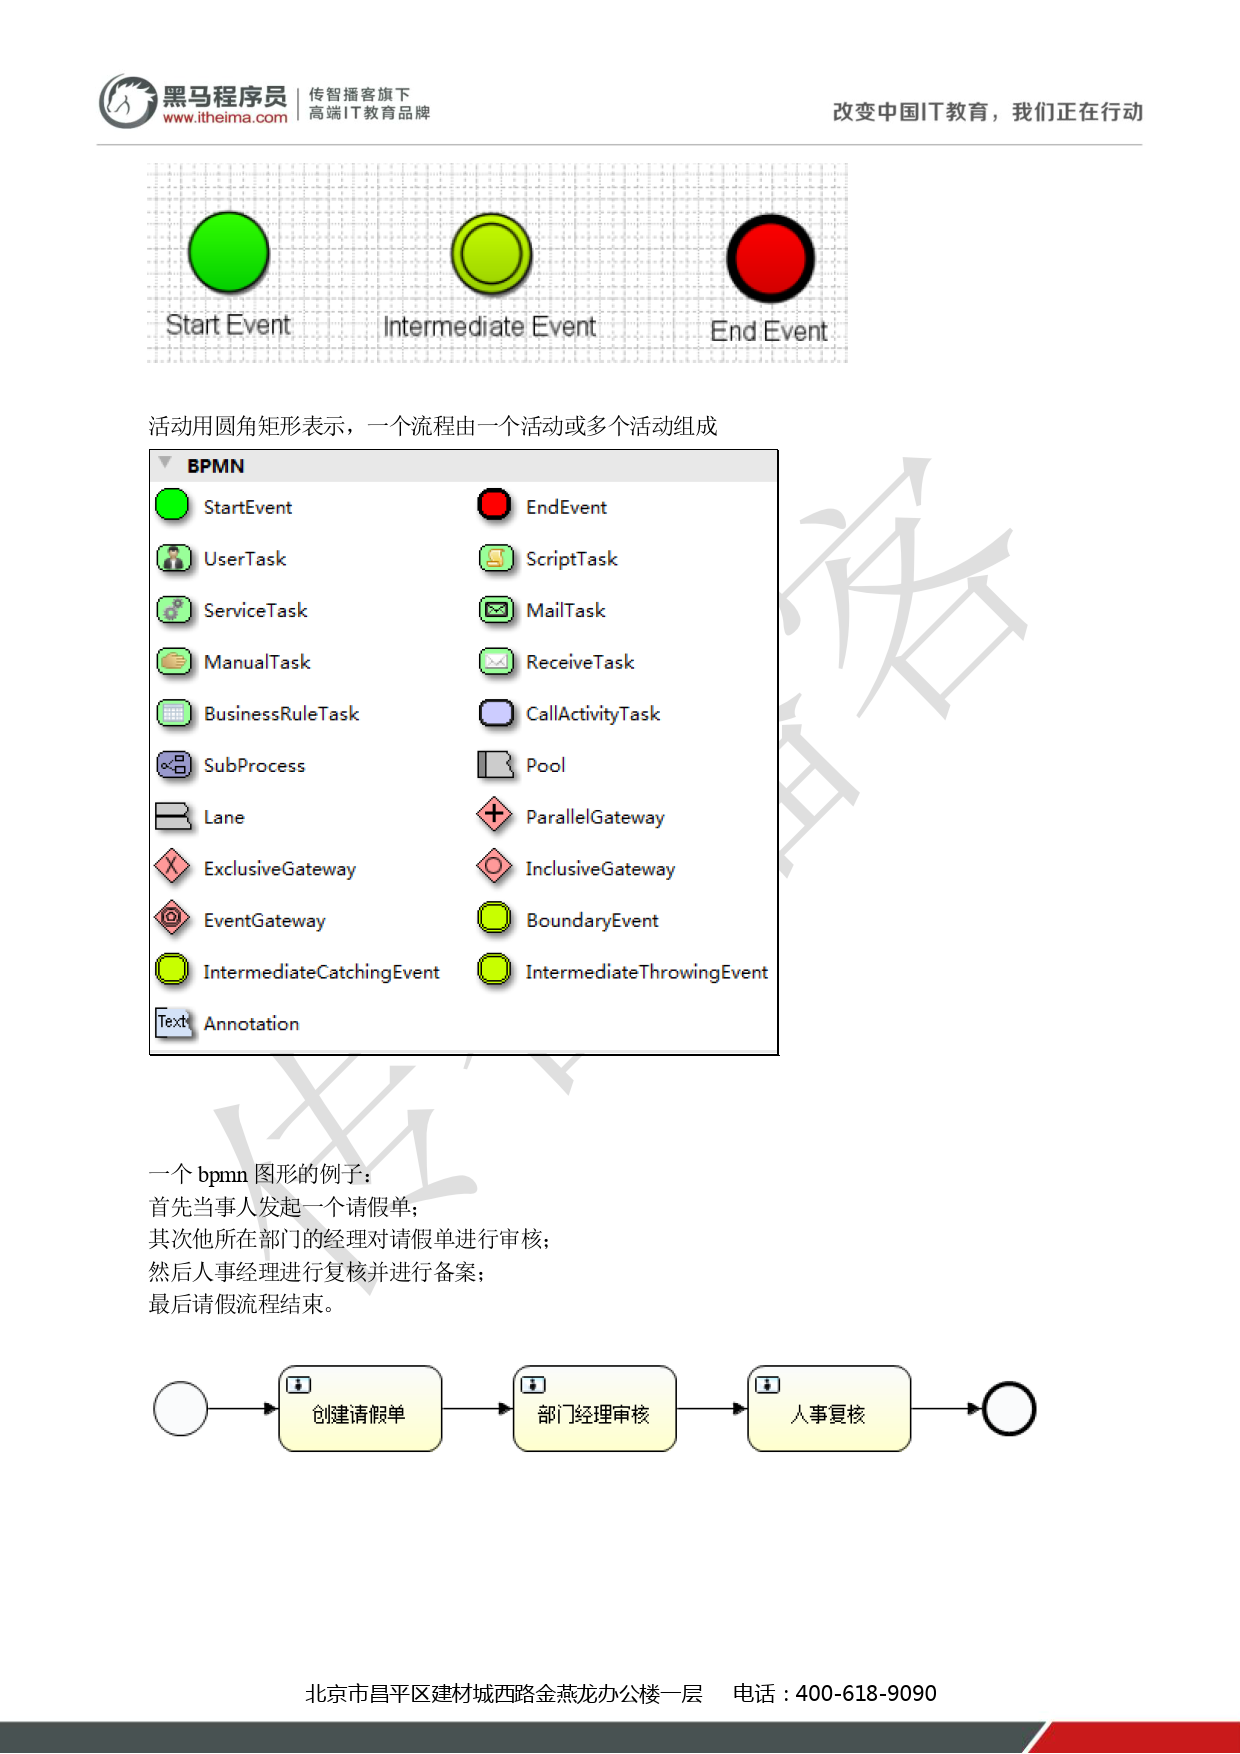 黑马程序员
www.itheima.com
传智播客旗下
高端IT教育品牌
改变中国IT教育，我们正在行动
Start Event
Intermediate Event
End Event
活动用圆角矩形表示，一个流程由一个活动或多个活动组成
BPMN
StartEvent
EndEvent
UserTask
ScriptTask
ServiceTask
MailTask
ManualTask
ReceiveTask
BusinessRuleTask
CallActivityTask
SubProcess
Pool
Lane
ParallelGateway
ExclusiveGateway
InclusiveGateway
EventGateway
BoundaryEvent
IntermediateCatchingEvent
IntermediateThrowingEvent
Text
Annotation
一个 bpmn 图形的例子：
首先当事人发起一个请假单；
其次他所在部门的经理对请假单进行审核；
然后人事经理进行复核并进行备案；
最后请假流程结束。
创建请假单
部门经理审核
人事复核
北京市昌平区建材城西路金燕龙办公楼一层 电话：400-618-9090